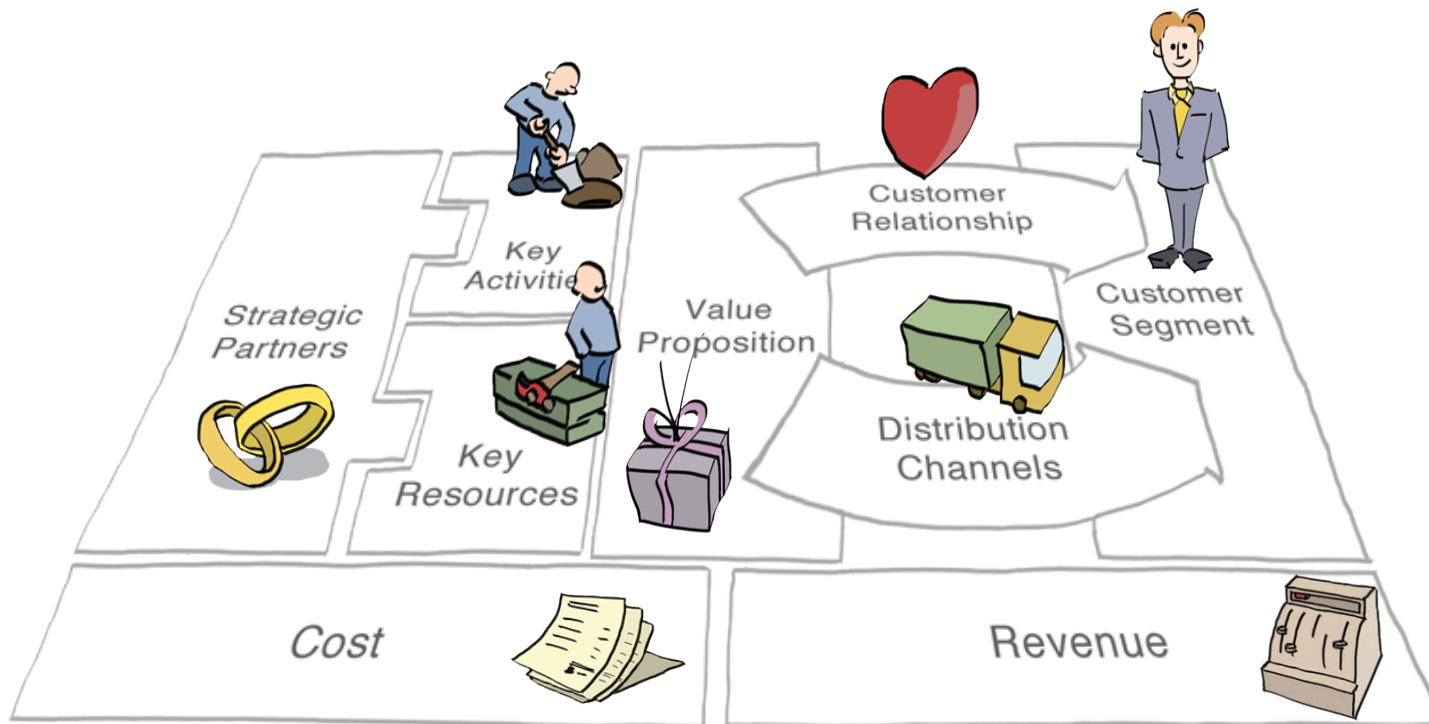 Customer
Relationship
Key
Activitie
Customer
Segment
Strategic
Partners
Value
Proposition
Distribution
Channels
Key
Resources
Cost
Revenue